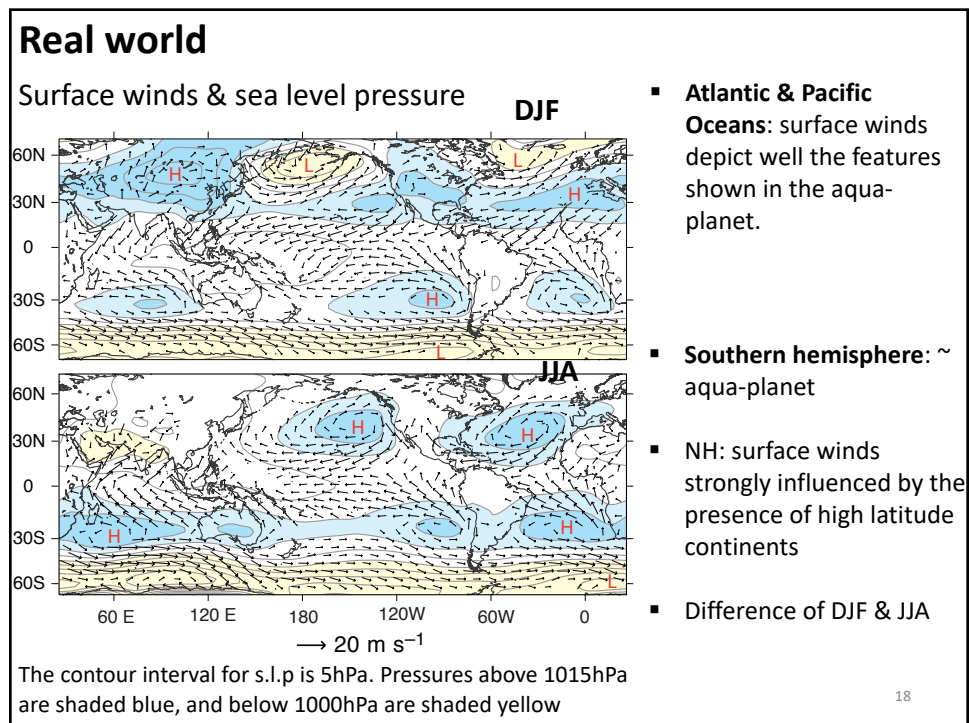 Real world
Surface winds & sea level pressure
DJF
60N
30N
0
30S
60S
H
L
L
H
H
L
JJA
60N
30N
0
30S
60S
H
H
H
H
L
60 E
120 E
180
120W
60W
0
→ 20 m s⁻¹
The contour interval for s.l.p is 5hPa. Pressures above 1015hPa
are shaded blue, and below 1000hPa are shaded yellow
▪ Atlantic & Pacific
Oceans: surface winds
depict well the features
shown in the aqua-
planet.
▪ Southern hemisphere: ~
aqua-planet
▪ NH: surface winds
strongly influenced by the
presence of high latitude
continents
▪ Difference of DJF & JJA
18